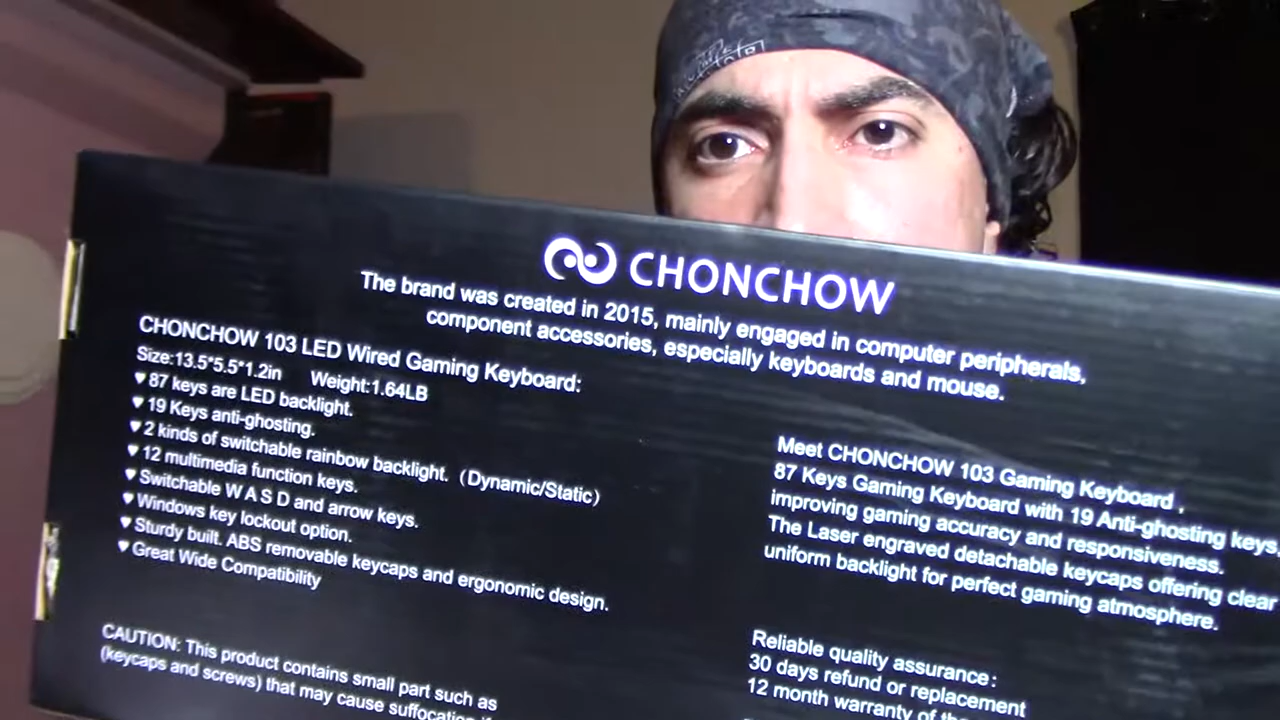 CHONCHOW
The brand was created in 2015, mainly engaged in computer peripherals,
component accessories, especially keyboards and mouse.
CHONCHOW 103 LED Wired Gaming Keyboard:
Size:13.5*5.5*1.2in Weight:1.64LB
♥87 keys are LED backlight.
♥19 Keys anti-ghosting.
♥2 kinds of switchable rainbow backlight.（Dynamic/Static）
♥12 multimedia function keys.
♥Switchable W A S D and arrow keys.
♥Windows key lockout option.
♥Sturdy built. ABS removable keycaps and ergonomic design.
♥Great Wide Compatibility
CAUTION: This product contains small part such as
(keycaps and screws) that may cause suffocation
Meet CHONCHOW 103 Gaming Keyboard ,
87 Keys Gaming Keyboard with 19 Anti-ghosting keys,
improving gaming accuracy and responsiveness.
The Laser engraved detachable keycaps offering clear
uniform backlight for perfect gaming atmosphere.
Reliable quality assurance:
30 days refund or replacement
12 month warranty of the